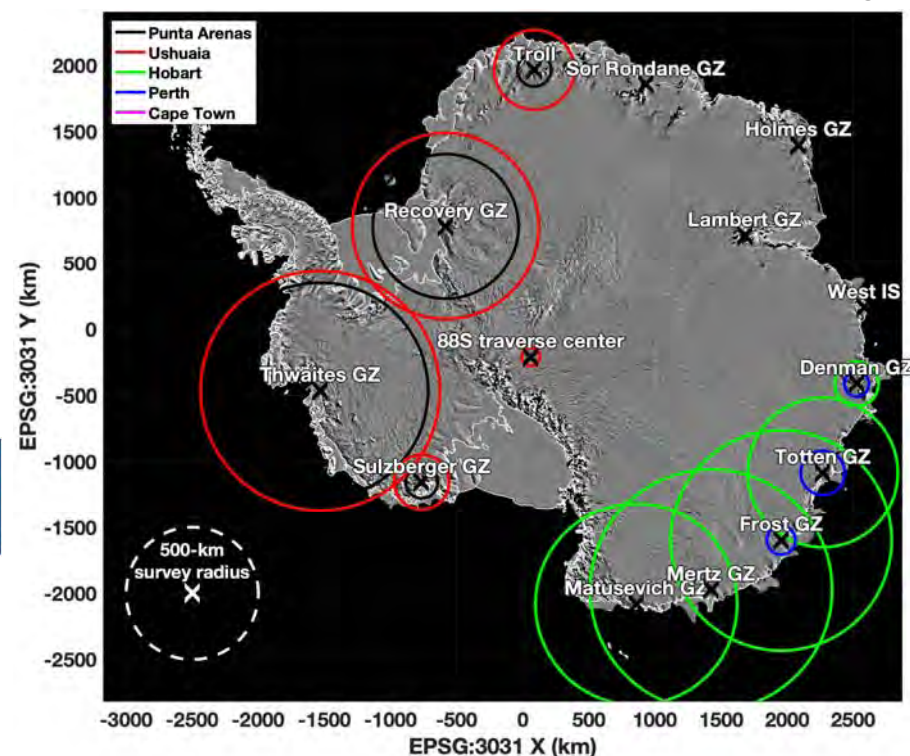 Punta Arenas
Ushuaia
Hobart
Perth
Cape Town
Troll
Sor Rondane GZ
Holmes GZ
Recovery GZ
Lambert GZ
West IS
88S traverse center
Denman GZ
Thwaites GZ
Sulzberger GZ
Totten GZ
Frost GZ
Mertz GZ
Matusevich GZ
500-km
survey radius
EPSG:3031 Y (km)
2000
1500
1000
500
0
-500
-1000
-1500
-2000
-2500
-3000 -2500 -2000 -1500 -1000 -500 0 500 1000 1500 2000 2500
EPSG:3031 X (km)